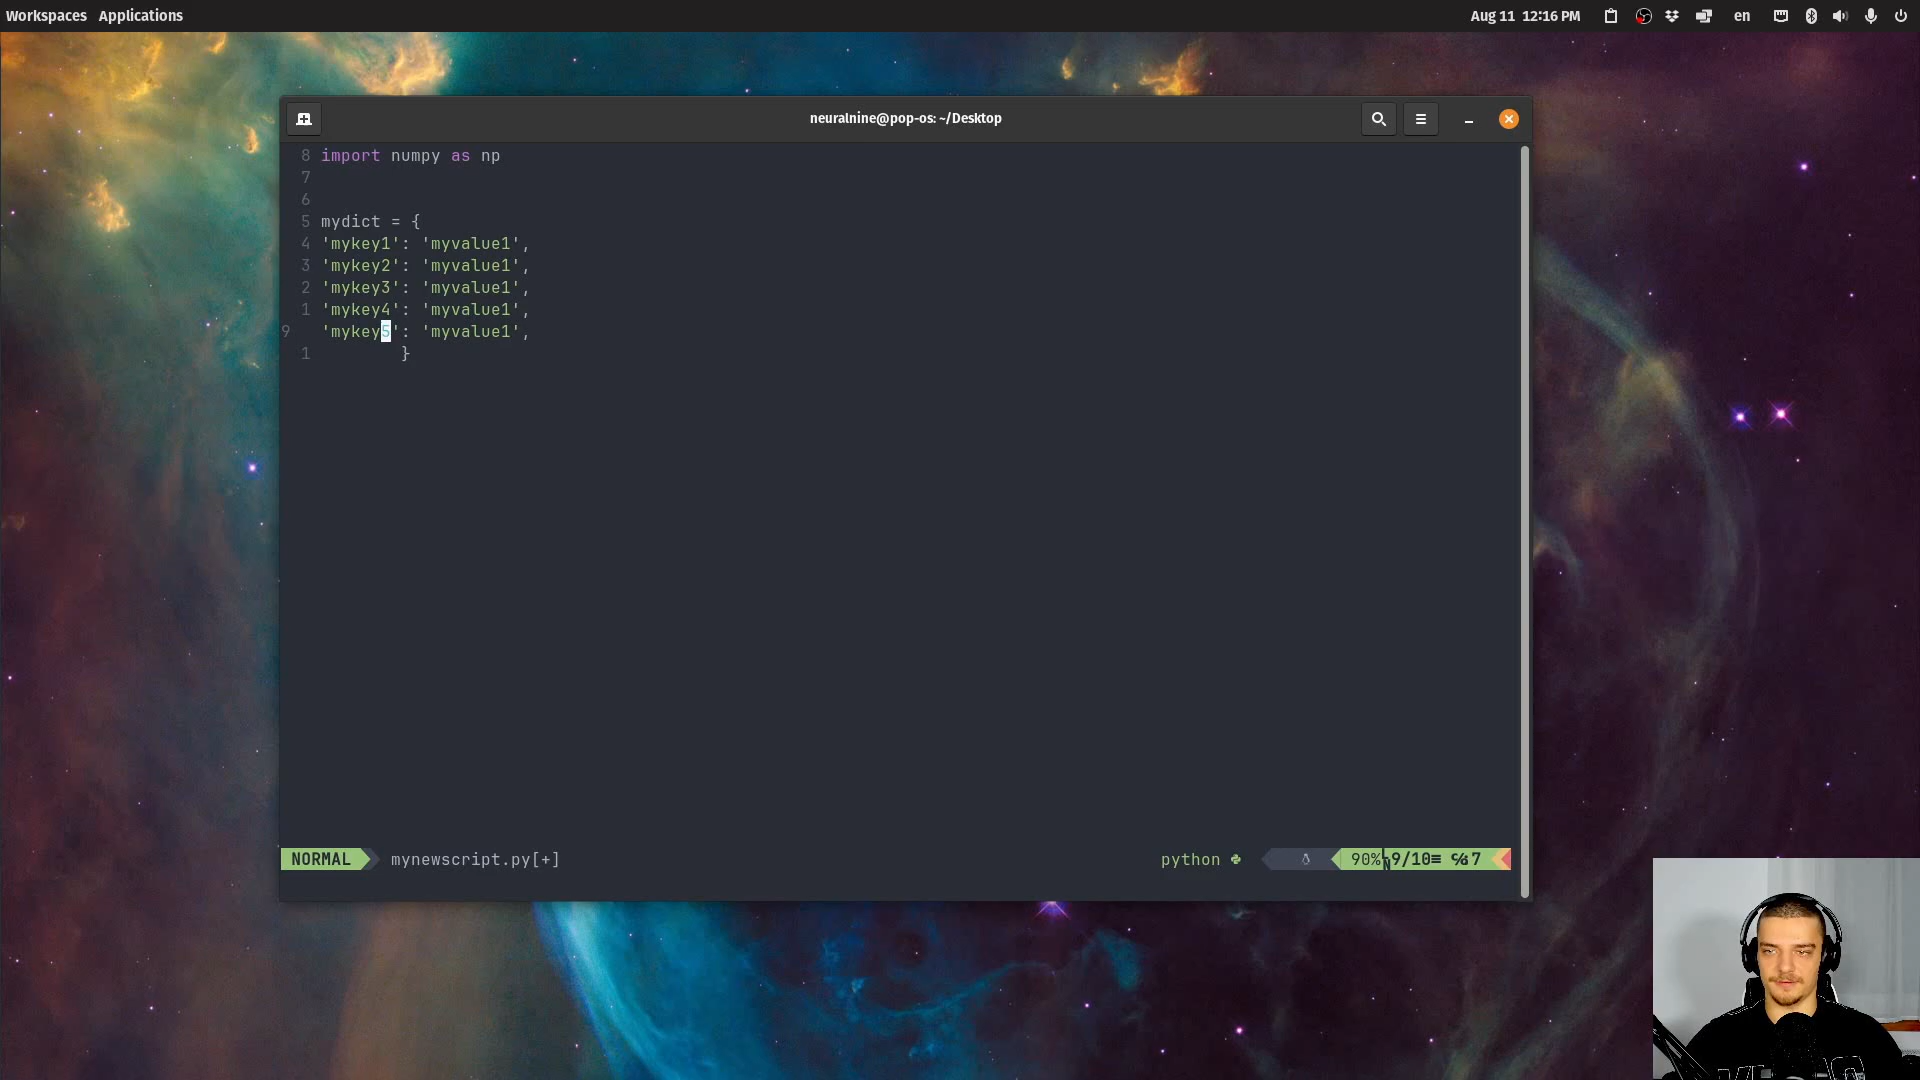 Workspaces Applications
Aug 11 12:16 PM
en
neuralnine@pop-os: ~/Desktop
8 import numpy as np
7
6
5 mydict = {
4 'mykey1': 'myvalue1',
3 'mykey2': 'myvalue1',
2 'mykey3': 'myvalue1',
1 'mykey4': 'myvalue1',
9 'mykey5': 'myvalue1',
1 }
NORMAL mynewscript.py[+]
python
90% 9/10≡ ℅:7